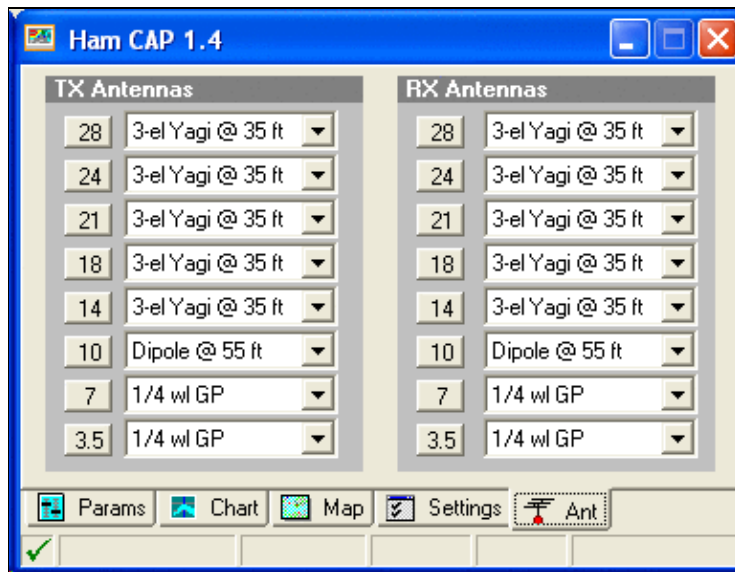 Ham CAP 1.4
TX Antennas RX Antennas
28 3-el Yagi @ 35 ft 28 3-el Yagi @ 35 ft
24 3-el Yagi @ 35 ft 24 3-el Yagi @ 35 ft
21 3-el Yagi @ 35 ft 21 3-el Yagi @ 35 ft
18 3-el Yagi @ 35 ft 18 3-el Yagi @ 35 ft
14 3-el Yagi @ 35 ft 14 3-el Yagi @ 35 ft
10 Dipole @ 55 ft 10 Dipole @ 55 ft
7 1/4 wl GP 7 1/4 wl GP
3.5 1/4 wl GP 3.5 1/4 wl GP
Params Chart Map Settings Ant